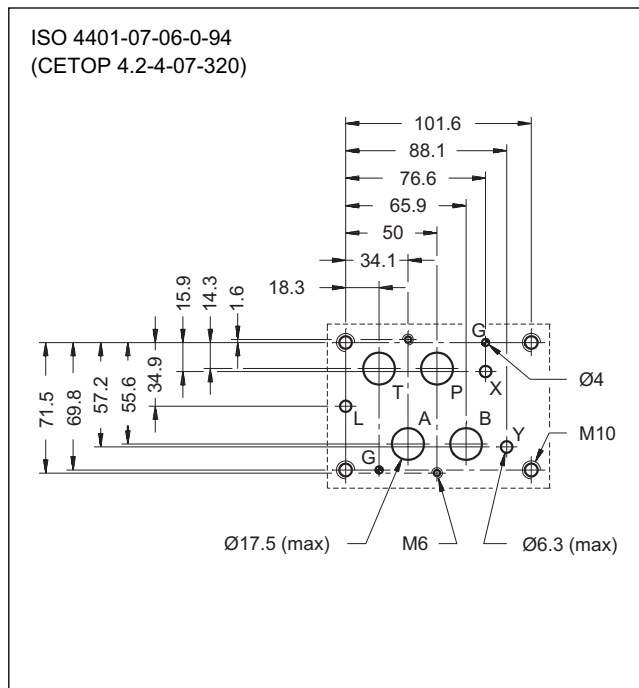 ISO 4401-07-06-0-94
(CETOP 4.2-4-07-320)
101.6
88.1
76.6
65.9
50
34.1
18.3
15.9
14.3
1.6
G
Ø4
T
P
X
71.5
69.8
57.2
55.6
34.9
L
A
B
Y
M10
G
Ø17.5 (max)
M6
Ø6.3 (max)